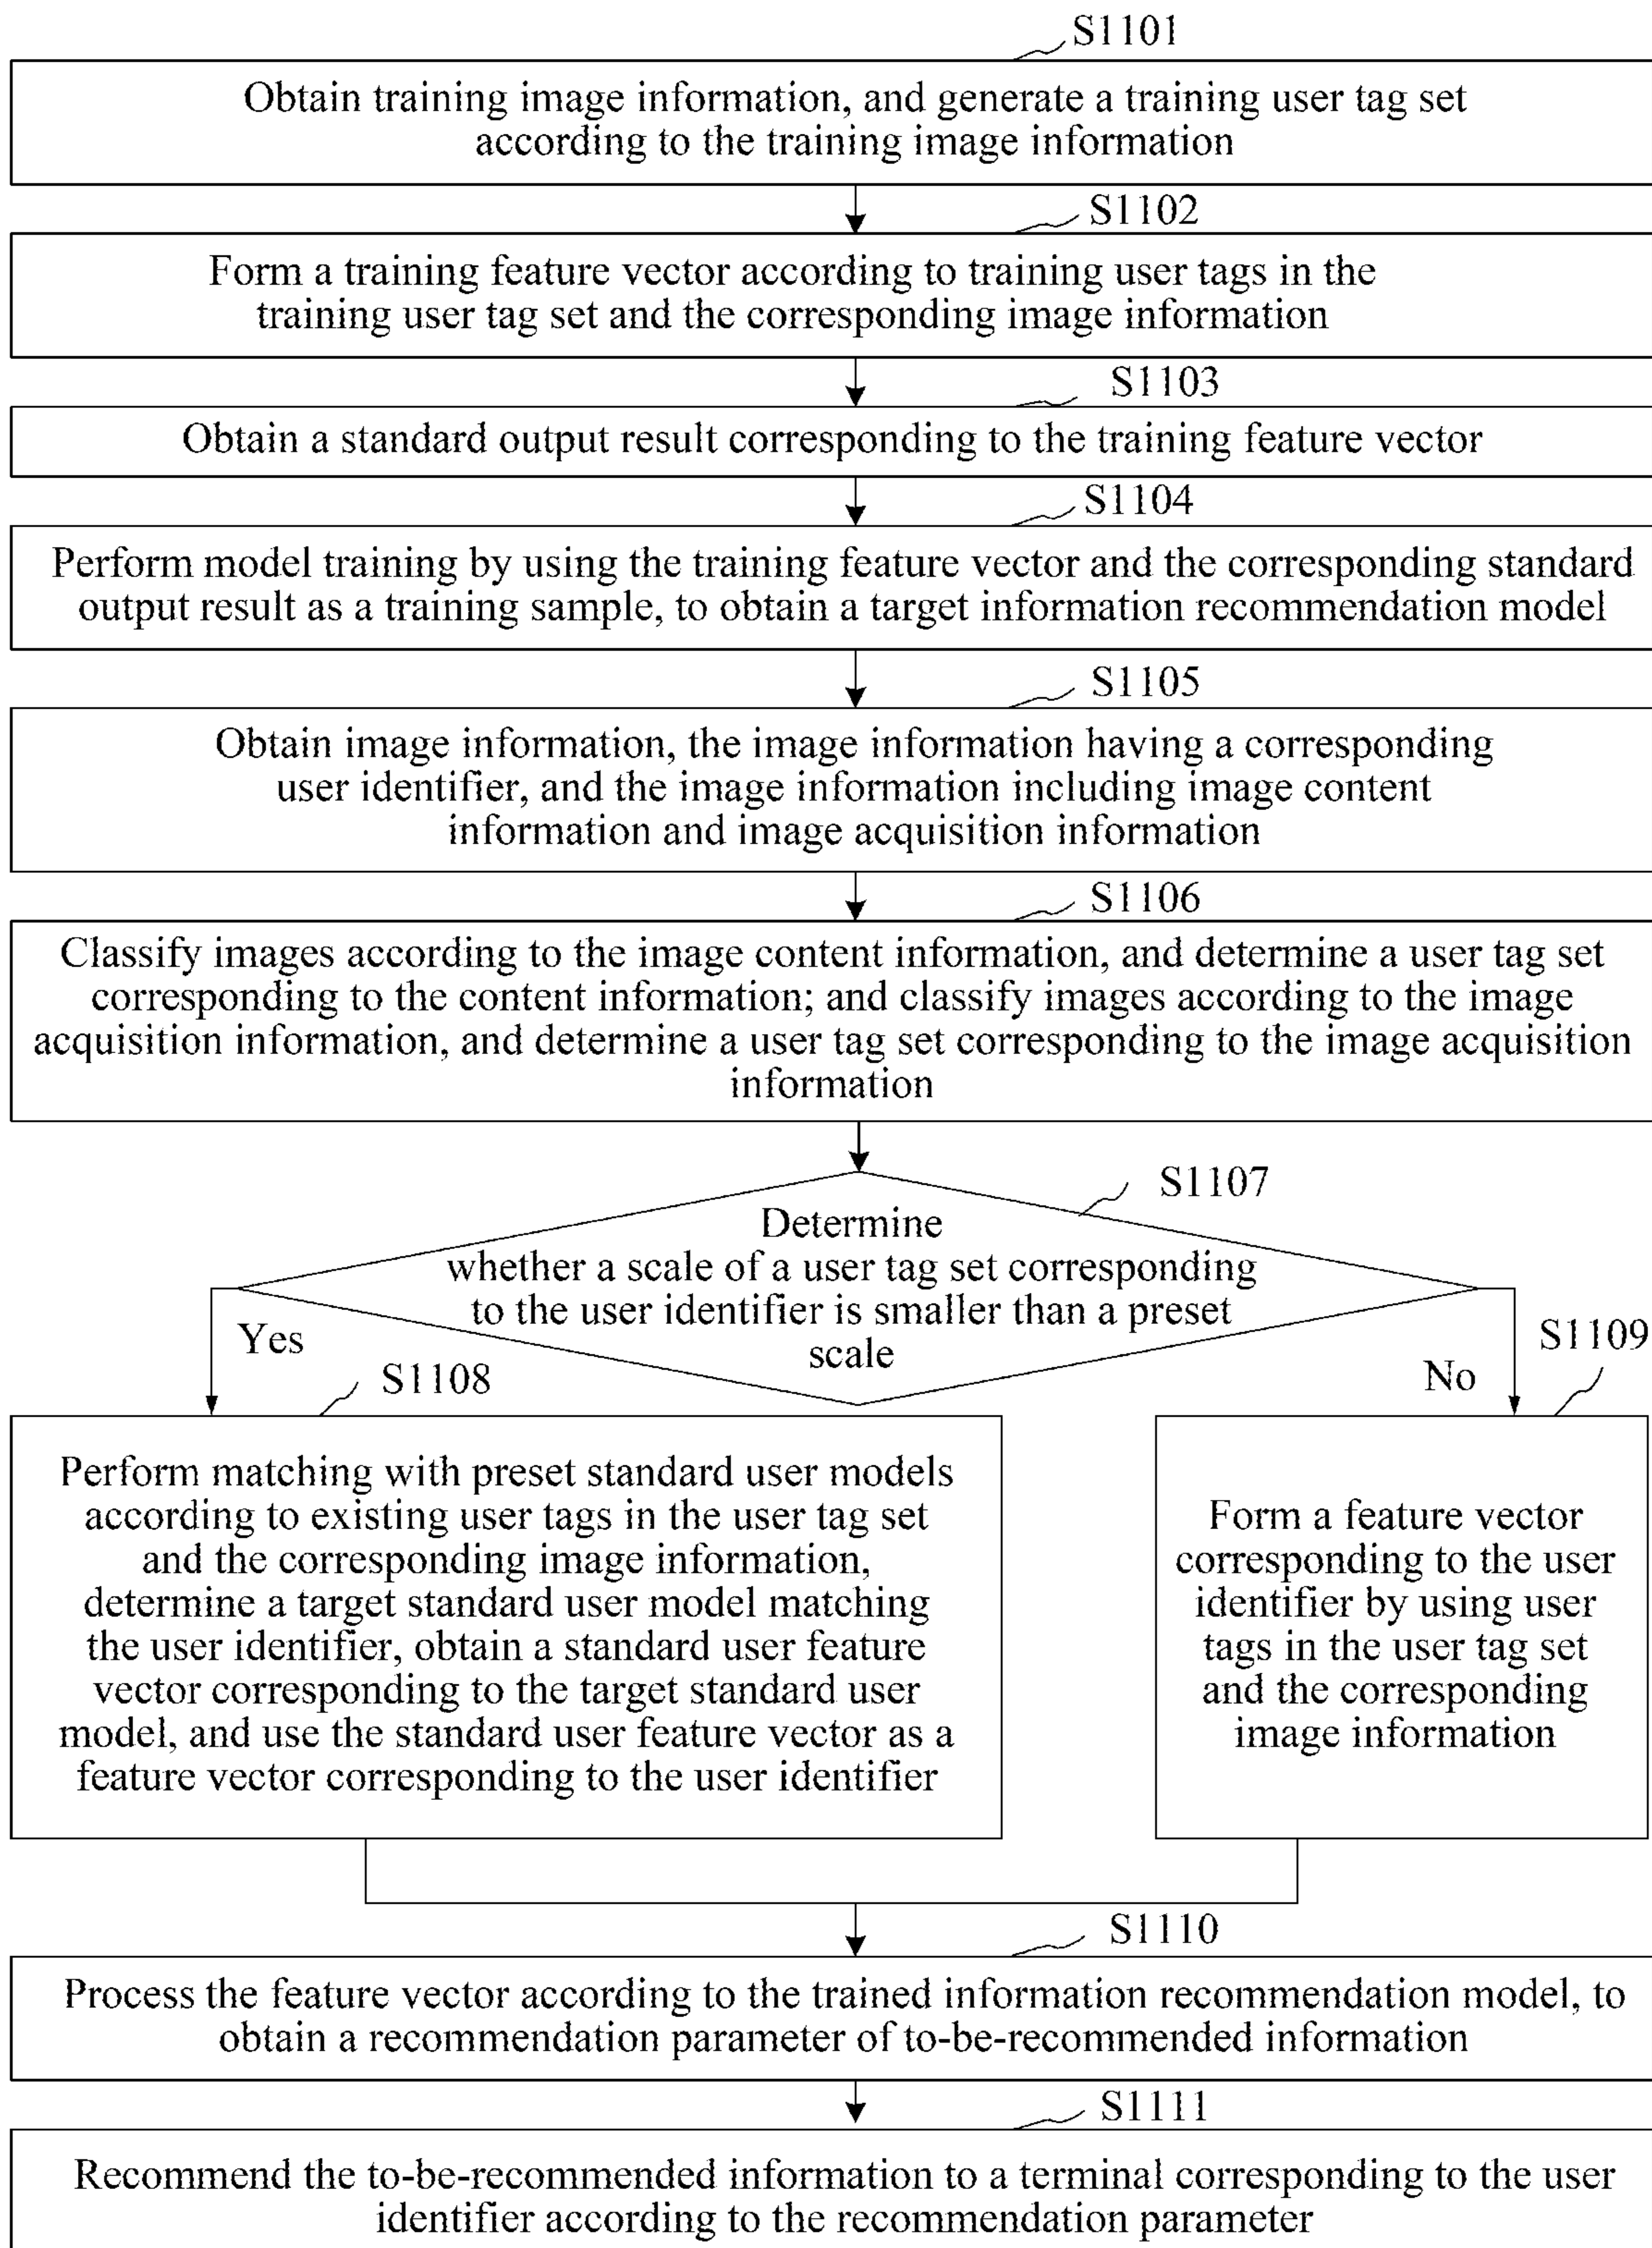 S1101
Obtain training image information, and generate a training user tag set
according to the training image information
S1102
Form a training feature vector according to training user tags in the
training user tag set and the corresponding image information
S1103
Obtain a standard output result corresponding to the training feature vector
S1104
Perform model training by using the training feature vector and the corresponding standard
output result as a training sample, to obtain a target information recommendation model
S1105
Obtain image information, the image information having a corresponding
user identifier, and the image information including image content
information and image acquisition information
S1106
Classify images according to the image content information, and determine a user tag set
corresponding to the content information; and classify images according to the image
acquisition information, and determine a user tag set corresponding to the image acquisition
information
S1107
Determine
whether a scale of a user tag set corresponding
to the user identifier is smaller than a preset
scale
Yes
No
S1108
Perform matching with preset standard user models
according to existing user tags in the user tag set
and the corresponding image information,
determine a target standard user model matching
the user identifier, obtain a standard user feature
vector corresponding to the target standard user
model, and use the standard user feature vector as a
feature vector corresponding to the user identifier
S1109
Form a feature vector
corresponding to the user
identifier by using user
tags in the user tag set
and the corresponding
image information
S1110
Process the feature vector according to the trained information recommendation model, to
obtain a recommendation parameter of to-be-recommended information
S1111
Recommend the to-be-recommended information to a terminal corresponding to the user
identifier according to the recommendation parameter